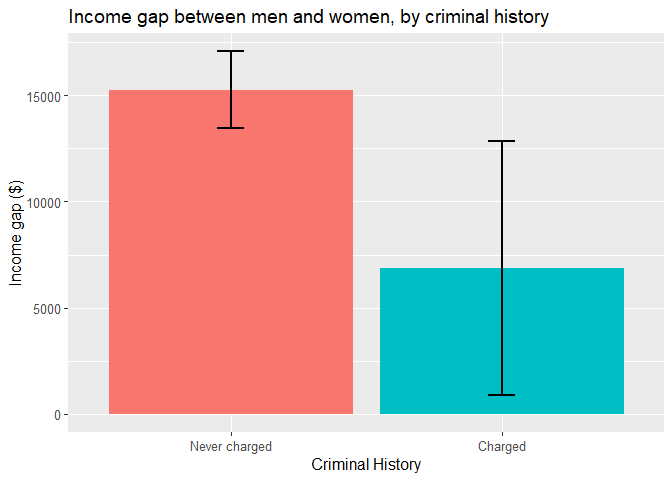 Income gap between men and women, by criminal history
Income gap ($)
15000
10000
5000
0
Never charged
Charged
Criminal History